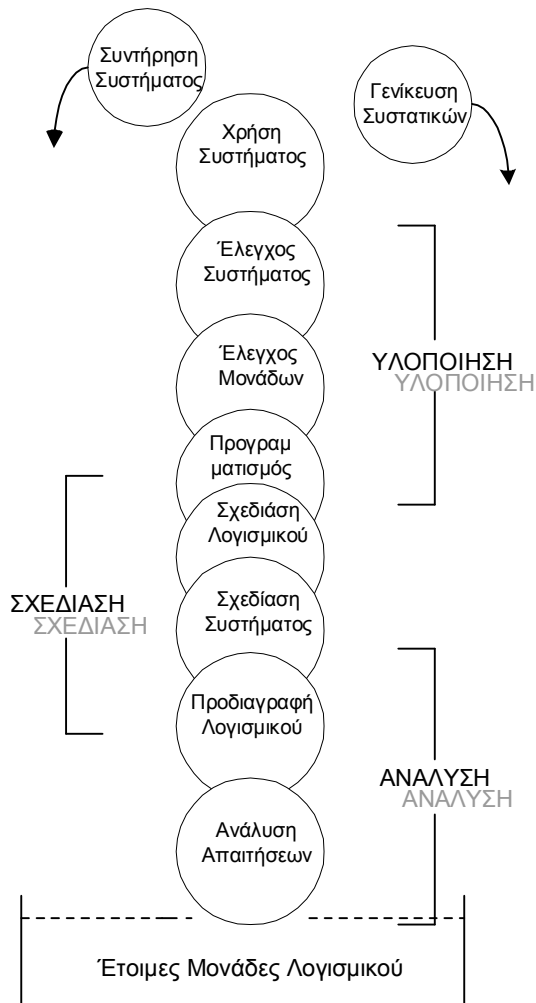 Συντήρηση
Συστήματος
Γενίκευση
Συστατικών
Χρήση
Συστήματος
Έλεγχος
Συστήματος
Έλεγχος
Μονάδων
ΥΛΟΠΟΙΗΣΗ
ΥΛΟΠΟΙΗΣΗ
Προγραμ
ματισμός
Σχεδιάση
Λογισμικού
Σχεδίαση
Συστήματος
ΣΧΕΔΙΑΣΗ
ΣΧΕΔΙΑΣΗ
Προδιαγραφή
Λογισμικού
ΑΝΑΛΥΣΗ
ΑΝΑΛΥΣΗ
Ανάλυση
Απαιτήσεων
Έτοιμες Μονάδες Λογισμικού